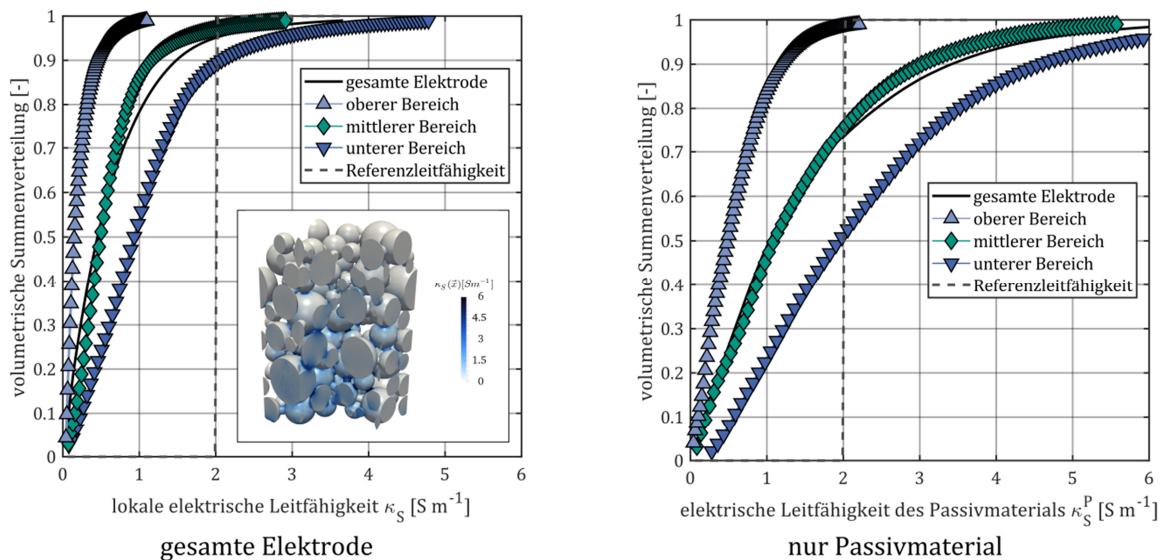 volumetrische Summenverteilung [-]
1
0.9
0.8
0.7
0.6
0.5
0.4
0.3
0.2
0.1
0
gesamte Elektrode
oberer Bereich
mittlerer Bereich
unterer Bereich
Referenzleitfähigkeit
κ_S(x⃗)[Sm⁻¹]
6
4.5
3
1.5
0
0 1 2 3 4 5 6
lokale elektrische Leitfähigkeit κ_S [S m⁻¹]
gesamte Elektrode
volumetrische Summenverteilung [-]
1
0.9
0.8
0.7
0.6
0.5
0.4
0.3
0.2
0.1
0
gesamte Elektrode
oberer Bereich
mittlerer Bereich
unterer Bereich
Referenzleitfähigkeit
0 1 2 3 4 5 6
elektrische Leitfähigkeit des Passivmaterials κ_S^P [S m⁻¹]
nur Passivmaterial